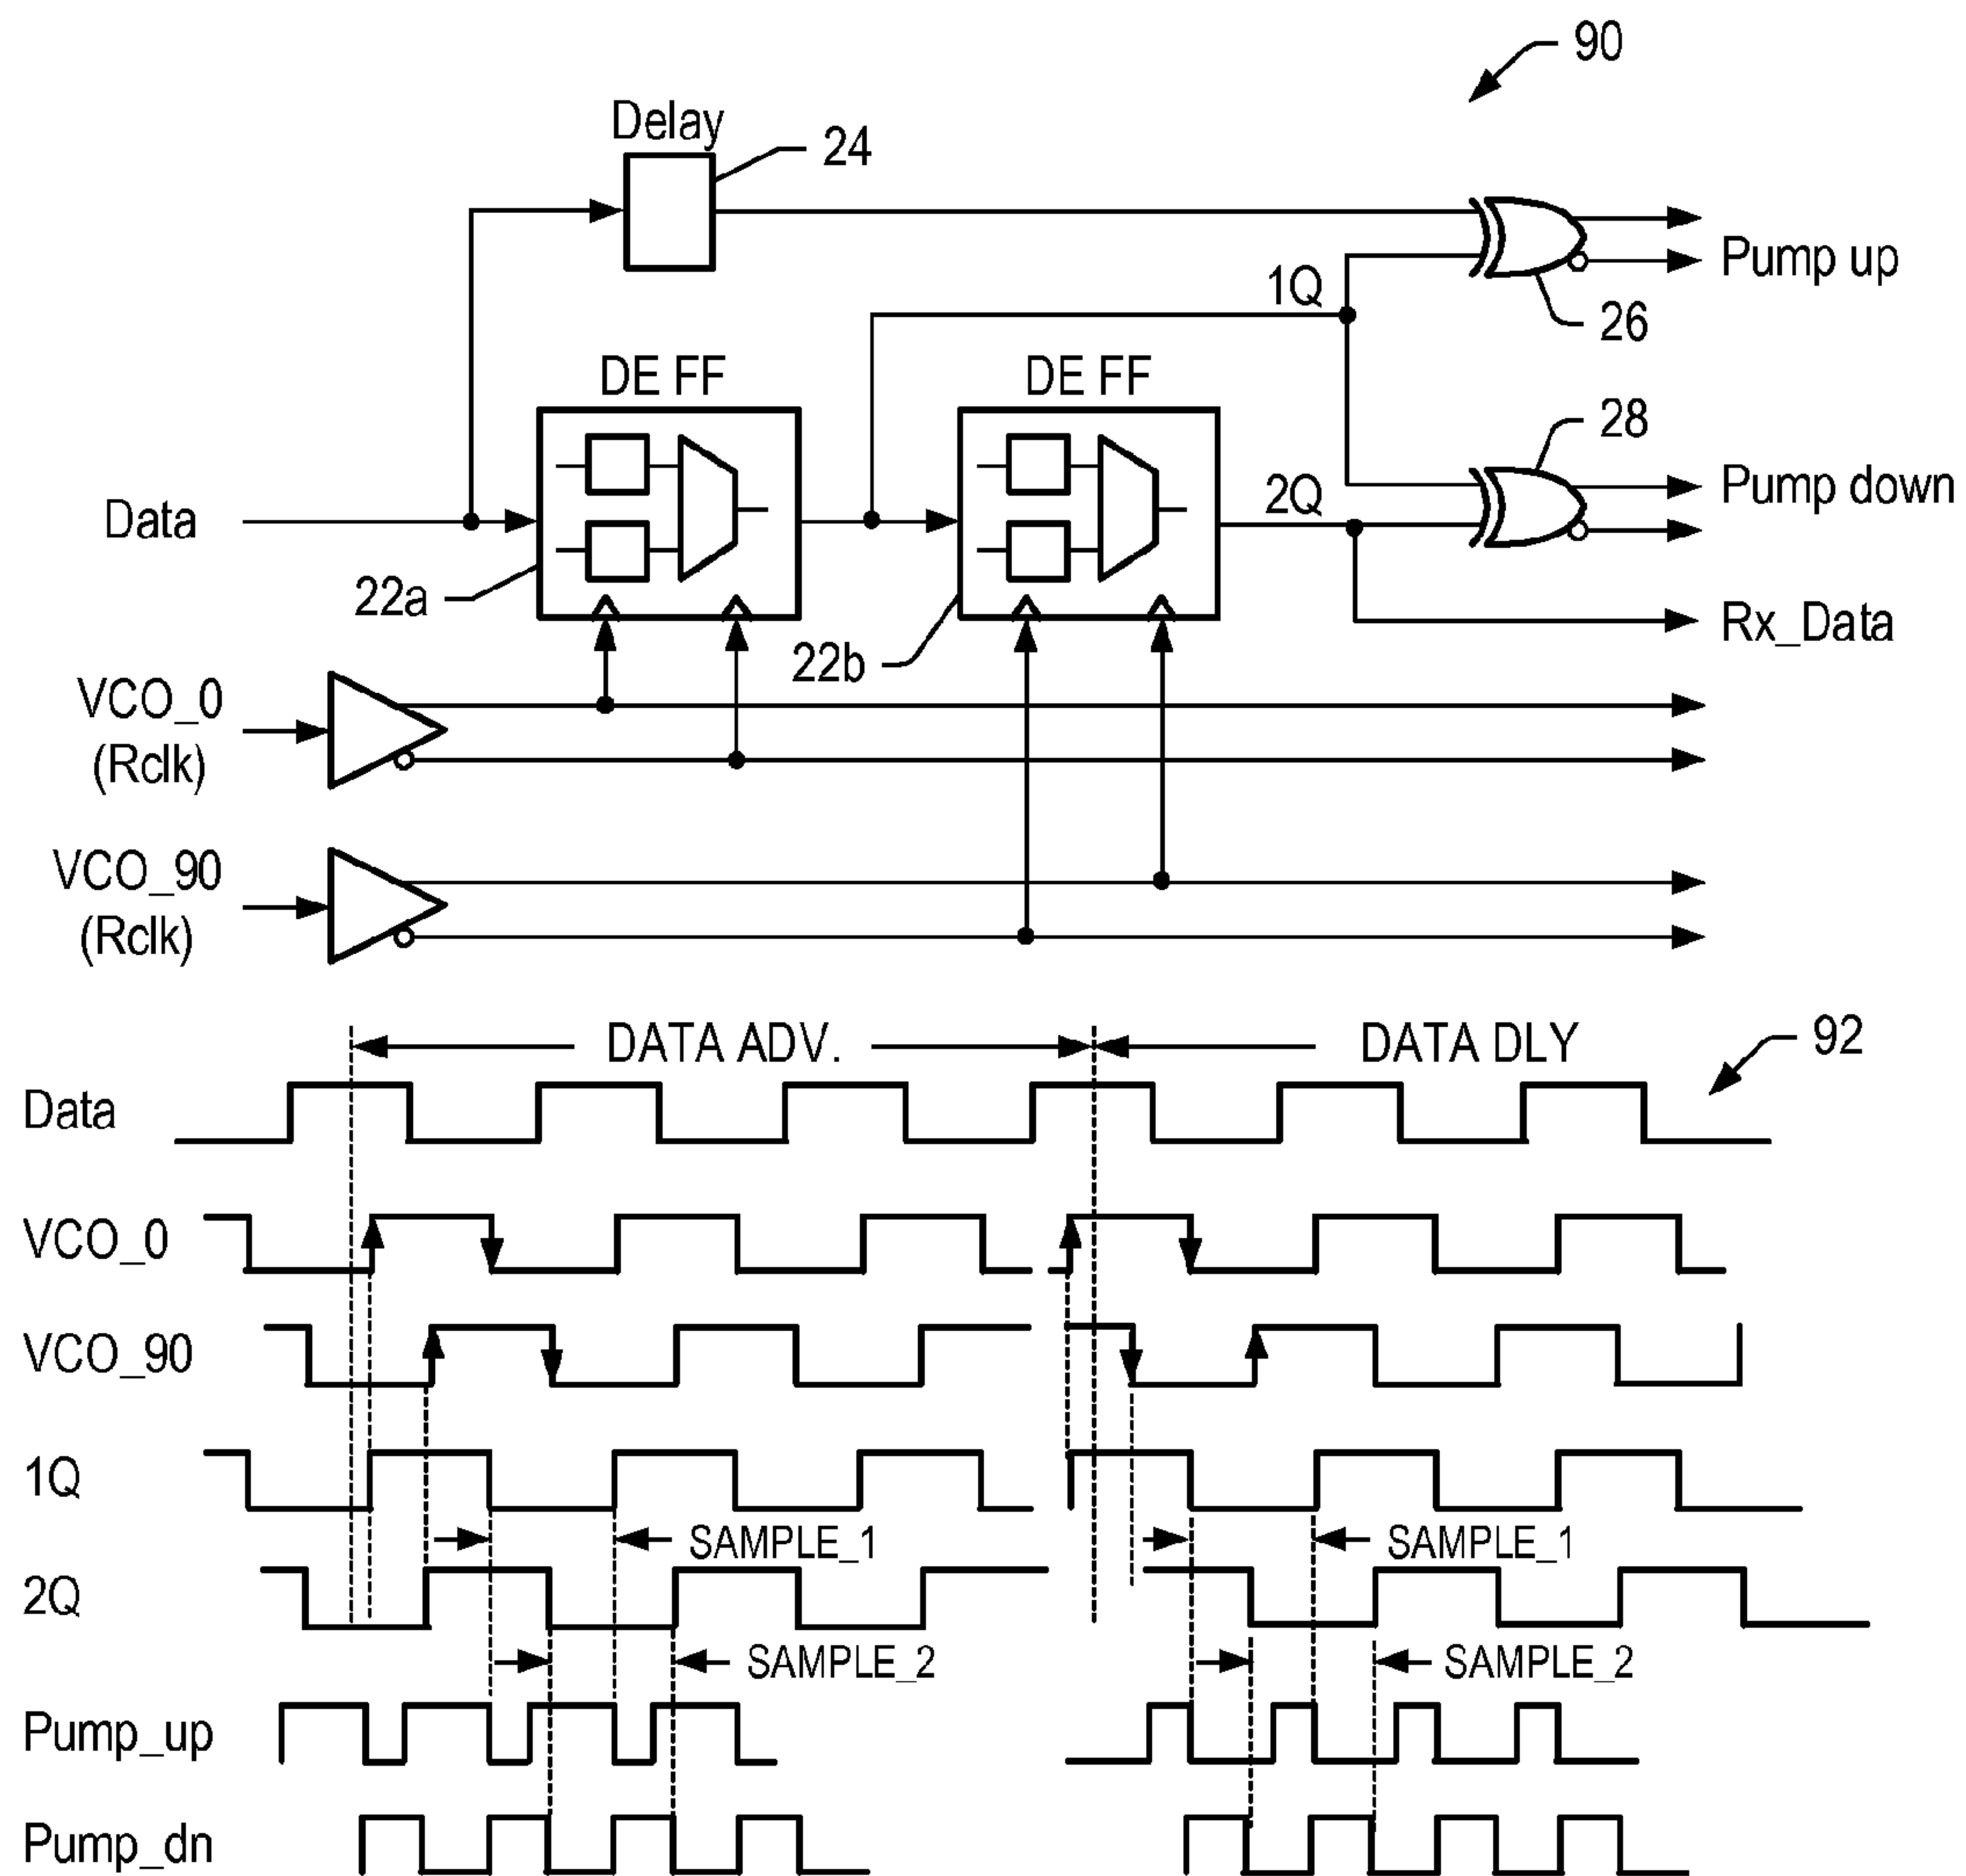 90
Delay
24
Pump up
1Q
26
DE FF
DE FF
28
Data
2Q
Pump down
22a
22b
Rx_Data
VCO_0
(Rclk)
VCO_90
(Rclk)
DATA ADV.
DATA DLY
92
Data
VCO_0
VCO_90
1Q
SAMPLE_1
SAMPLE_1
2Q
SAMPLE_2
SAMPLE_2
Pump_up
Pump_dn